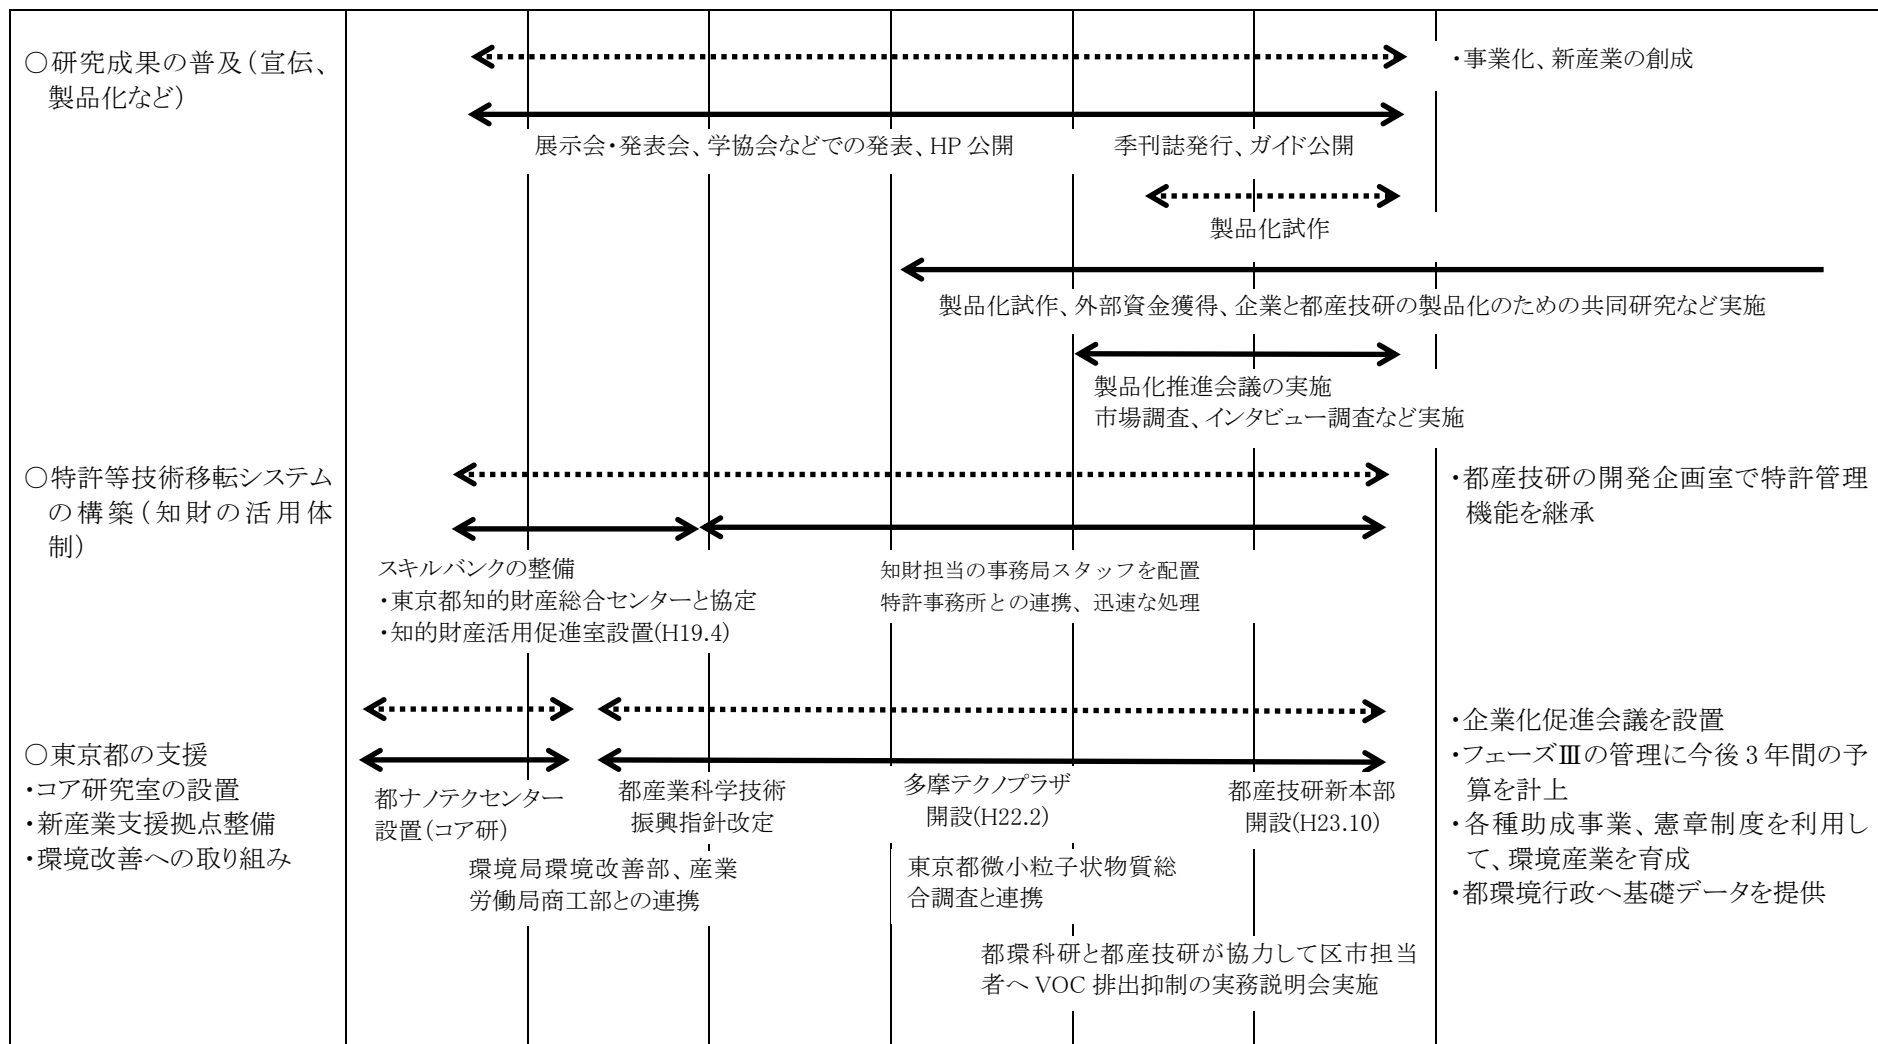 ○研究成果の普及(宣伝、
製品化など)
・事業化、新産業の創成
展示会・発表会、学協会などでの発表、HP 公開
季刊誌発行、ガイド公開
製品化試作
製品化試作、外部資金獲得、企業と都産技研の製品化のための共同研究など実施
製品化推進会議の実施
市場調査、インタビュー調査など実施
○特許等技術移転システム
の構築(知財の活用体
制)
・都産技研の開発企画室で特許管理
機能を継承
スキルバンクの整備
・東京都知的財産総合センターと協定
・知的財産活用促進室設置(H19.4)
知財担当の事務局スタッフを配置
特許事務所との連携、迅速な処理
○東京都の支援
・コア研究室の設置
・新産業支援拠点整備
・環境改善への取り組み
都ナノテクセンター
設置(コア研)
都産業科学技術
振興指針改定
多摩テクノプラザ
開設(H22.2)
都産技研新本部
開設(H23.10)
環境局環境改善部、産業
労働局商工部との連携
東京都微小粒子状物質総
合調査と連携
都環科研と都産技研が協力して区市担当
者へ VOC 排出抑制の実務説明会実施
・企業化促進会議を設置
・フェーズⅢの管理に今後 3 年間の予
算を計上
・各種助成事業、憲章制度を利用し
て、環境産業を育成
・都環境行政へ基礎データを提供